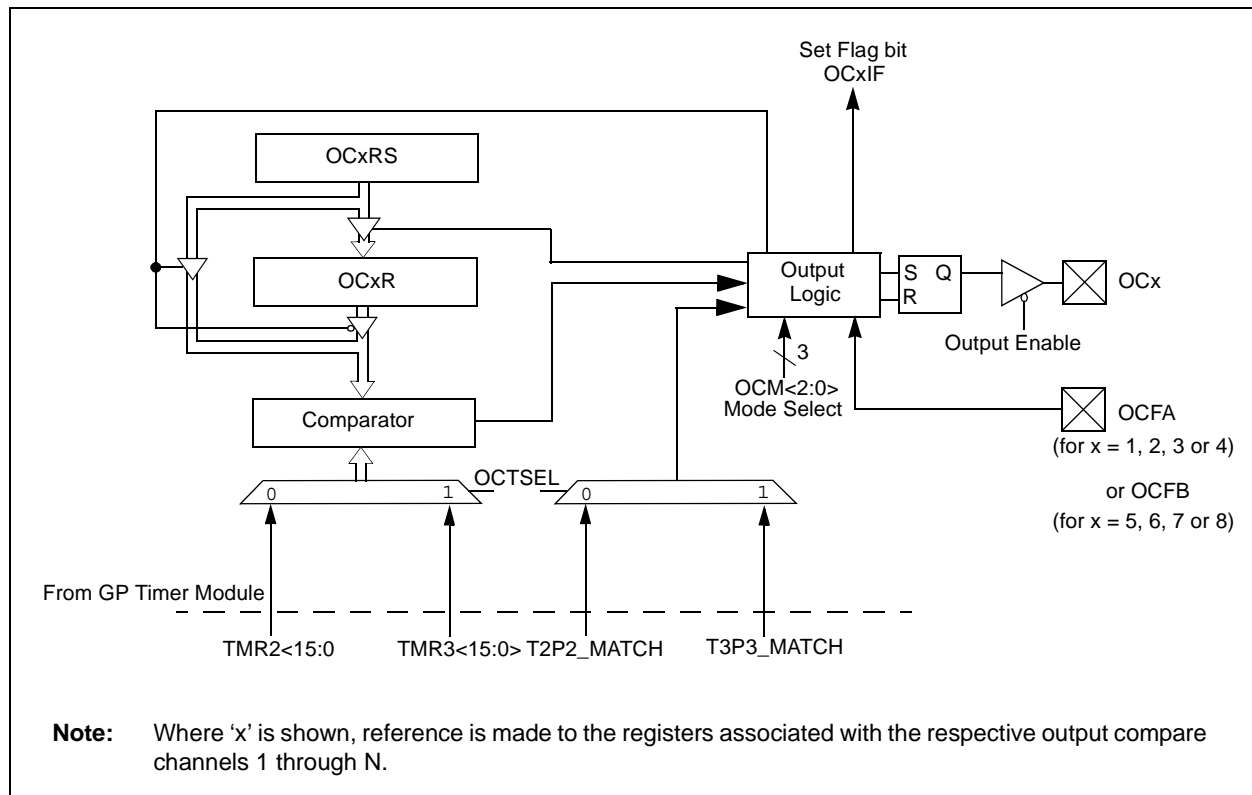 Set Flag bit
OCxIF
OCxRS
OCxR
Output
Logic
S Q
R
OCx
Output Enable
3
OCM<2:0>
Mode Select
Comparator
OCFA
(for x = 1, 2, 3 or 4)
or OCFB
(for x = 5, 6, 7 or 8)
0 1 OCTSEL 0 1
From GP Timer Module
TMR2<15:0 TMR3<15:0> T2P2_MATCH T3P3_MATCH
Note: Where ‘x’ is shown, reference is made to the registers associated with the respective output compare
channels 1 through N.